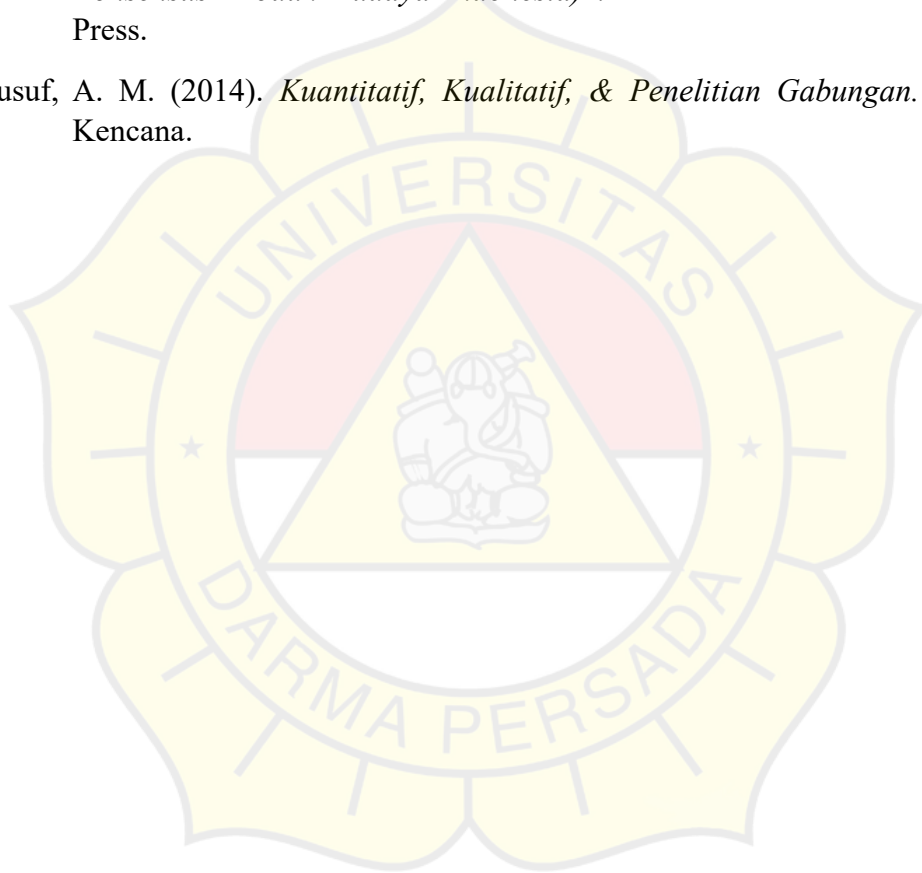 Press.
usuf, A. M. (2014). Kuantitatif, Kualitatif, & Penelitian Gabungan.
Kencana.
UNIVERSITAS
DARMA PERSADA